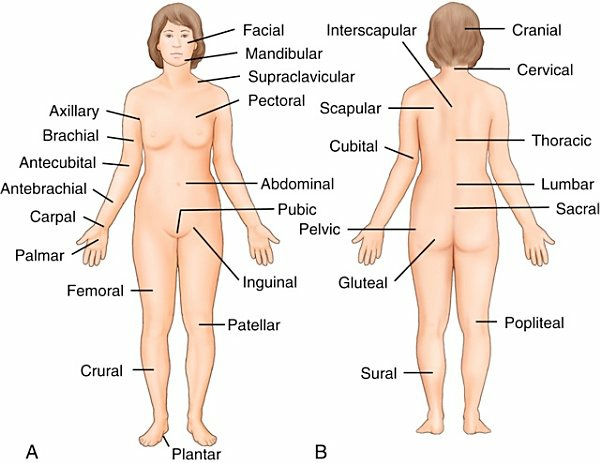 Facial
Mandibular
Supraclavicular
Pectoral
Axillary
Brachial
Antecubital
Antebrachial
Carpal
Palmar
Abdominal
Pubic
Inguinal
Femoral
Patellar
Crural
Plantar
A
Interscapular
Cranial
Cervical
Scapular
Cubital
Thoracic
Lumbar
Sacral
Pelvic
Gluteal
Popliteal
Sural
B